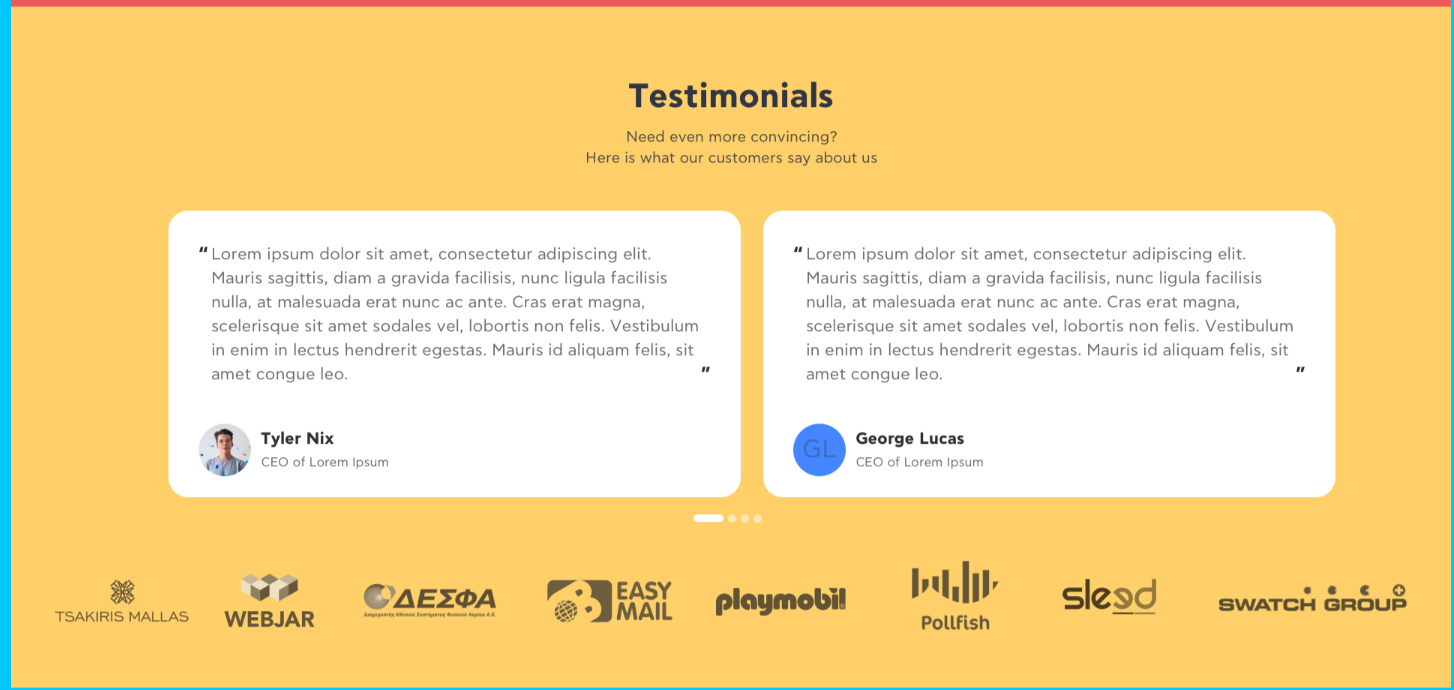 Testimonials
Need even more convincing?
Here is what our customers say about us
“ Lorem ipsum dolor sit amet, consectetur adipiscing elit.
Mauris sagittis, diam a gravida facilisis, nunc ligula facilisis
nulla, at malesuada erat nunc ac ante. Cras erat magna,
scelerisque sit amet sodales vel, lobortis non felis. Vestibulum
in enim in lectus hendrerit egestas. Mauris id aliquam felis, sit
amet congue leo. ”
Tyler Nix
CEO of Lorem Ipsum
“ Lorem ipsum dolor sit amet, consectetur adipiscing elit.
Mauris sagittis, diam a gravida facilisis, nunc ligula facilisis
nulla, at malesuada erat nunc ac ante. Cras erat magna,
scelerisque sit amet sodales vel, lobortis non felis. Vestibulum
in enim in lectus hendrerit egestas. Mauris id aliquam felis, sit
amet congue leo. ”
GL
George Lucas
CEO of Lorem Ipsum
TSAKIRIS MALLAS
WEBJAR
ΔΕΣΦΑ
Διαχειριστής Εθνικού Συστήματος Φυσικού Αερίου Α.Ε.
EASY
MAIL
playmobil
Pollfish
sleed
SWATCH GROUP